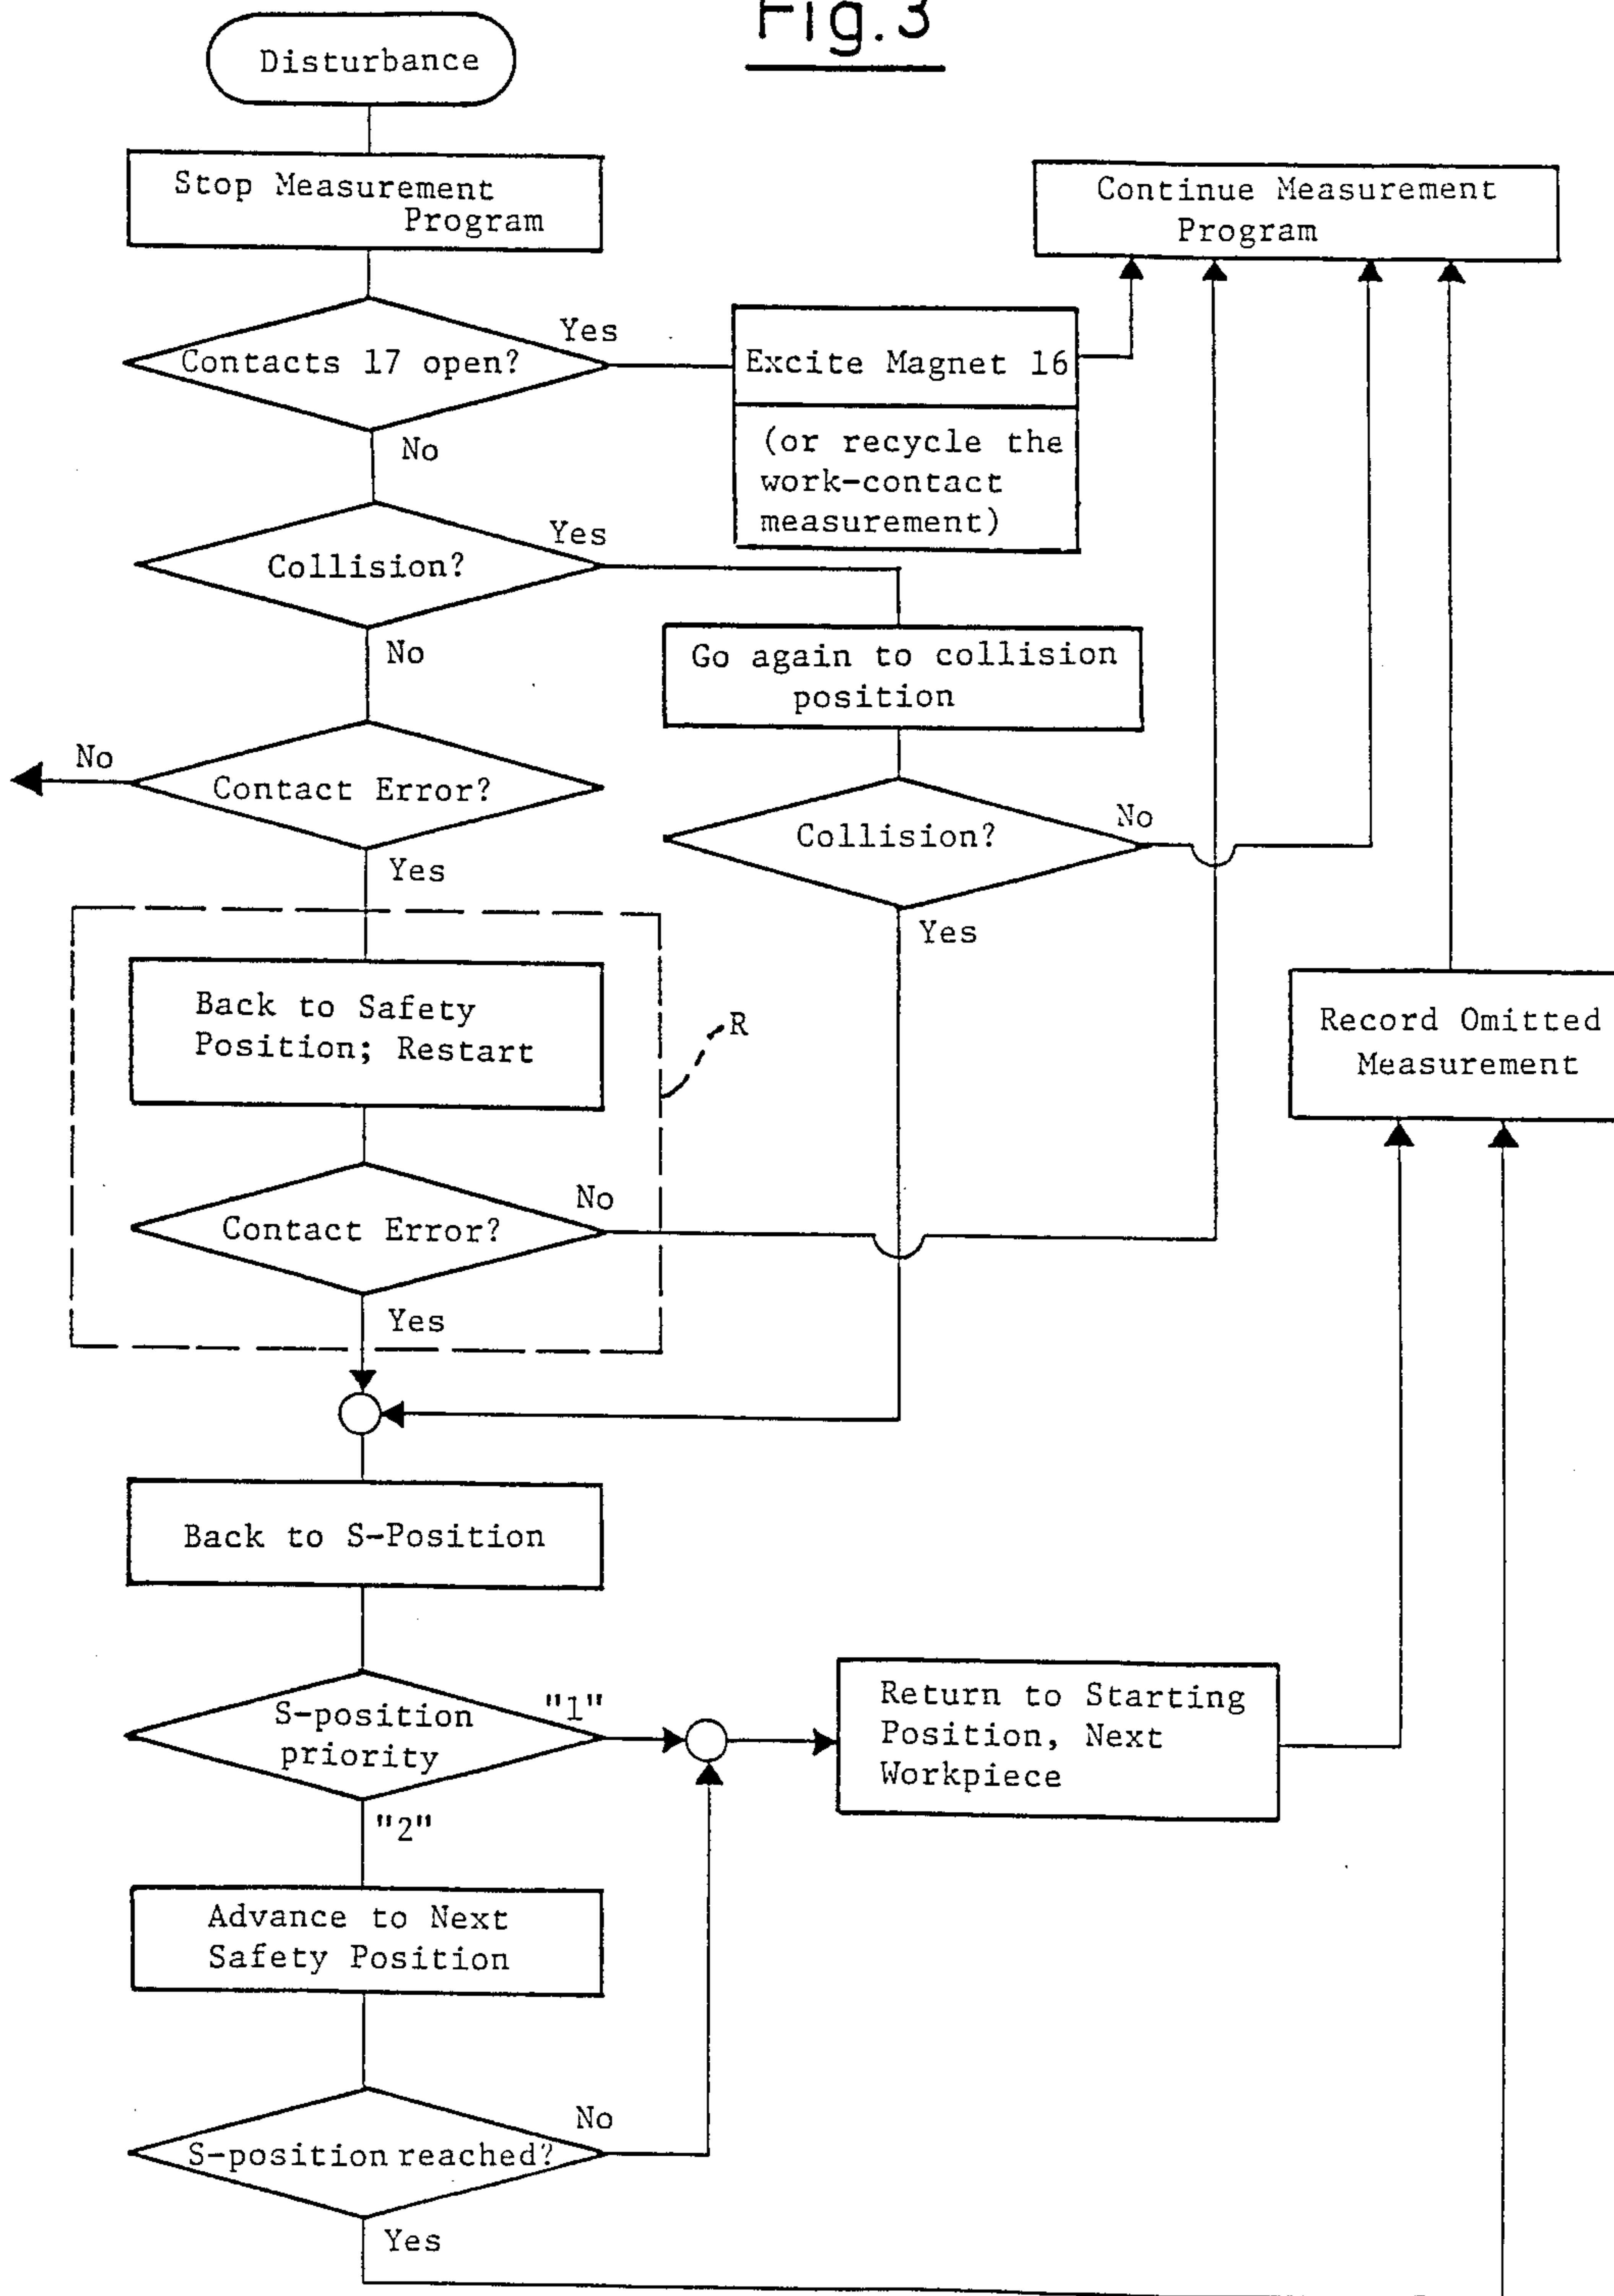 Fig.3
Disturbance
Stop Measurement
Program
Continue Measurement
Program
Contacts 17 open?
Yes
Excite Magnet 16
(or recycle the
work-contact
measurement)
No
Collision?
Yes
Go again to collision
position
No
Contact Error?
No
Collision?
No
Yes
Yes
Back to Safety
Position; Restart
R
Record Omitted
Measurement
Contact Error?
No
Yes
Back to S-Position
S-position
priority
"1"
Return to Starting
Position, Next
Workpiece
"2"
Advance to Next
Safety Position
S-position reached?
No
Yes